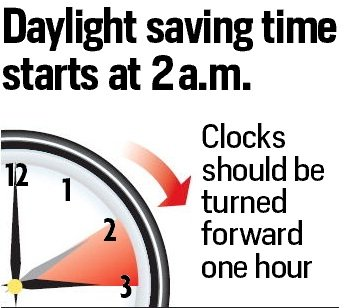 Daylight saving time
starts at 2 a.m.
Clocks
should be
turned
forward
one hour
12
1
2
3